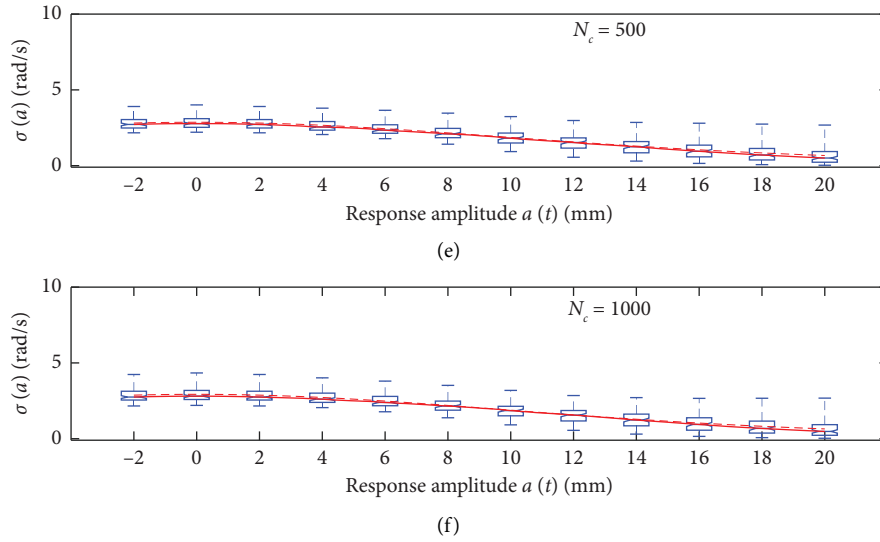 10
N_c = 500
5
σ (a) (rad/s)
0
−2 0 2 4 6 8 10 12 14 16 18 20
Response amplitude a (t) (mm)
(e)
10
N_c = 1000
5
σ (a) (rad/s)
0
−2 0 2 4 6 8 10 12 14 16 18 20
Response amplitude a (t) (mm)
(f)